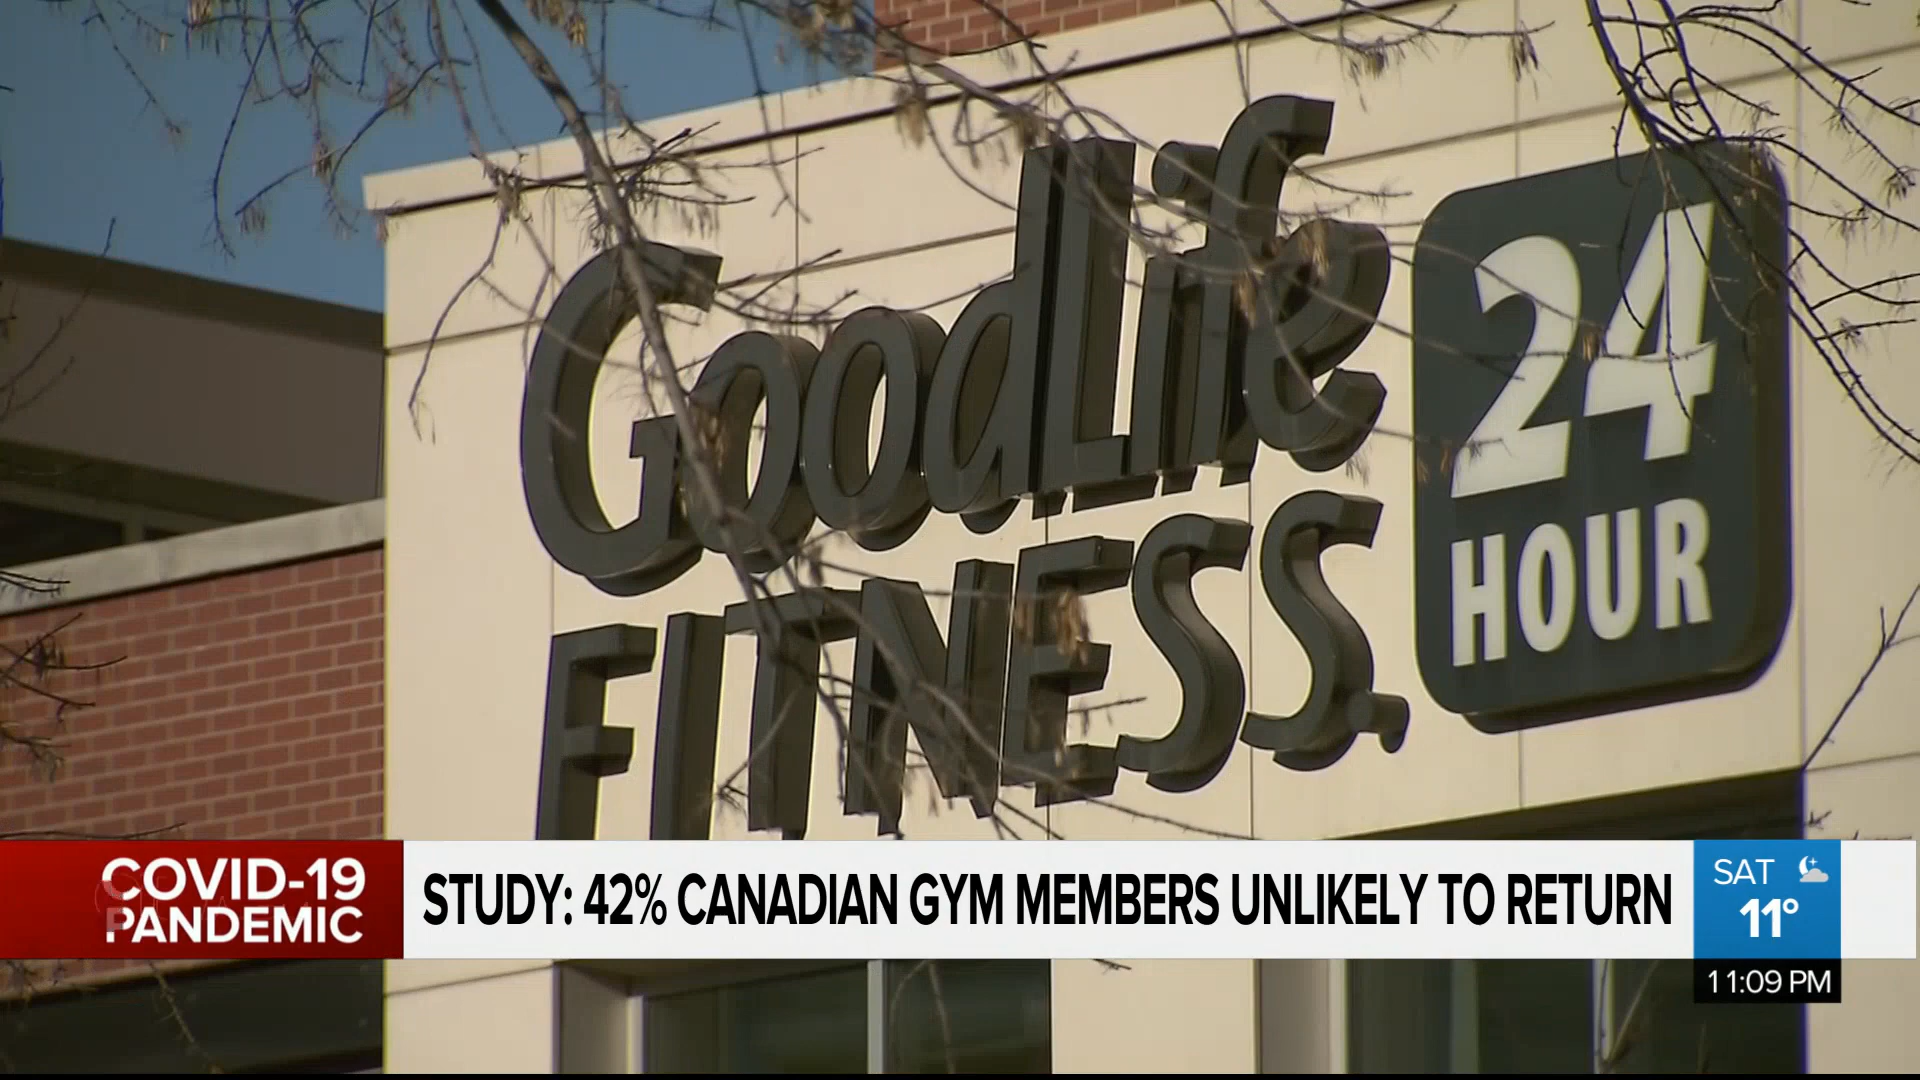 GoodLife
FITNESS.
24
HOUR
COVID-19
PANDEMIC
STUDY: 42% CANADIAN GYM MEMBERS UNLIKELY TO RETURN
SAT
11°
11:09 PM